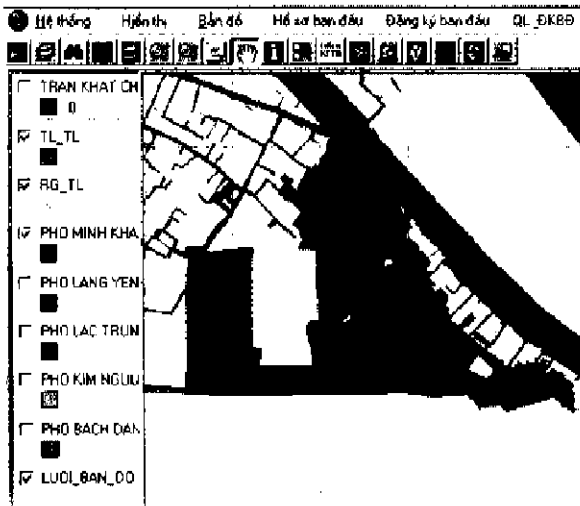 Hệ thống Hiển thị Bản đồ Hồ sơ ban đầu Đăng ký ban đầu QL_ĐKBĐ
TRAN KHAT CH
0
TL_TL
RG_TL
PHO MINH KHA
PHO LANG YEN
PHO LAC TRUN
PHO KIM NGUU
PHO BACH DAN
LUOI_BAN_DO